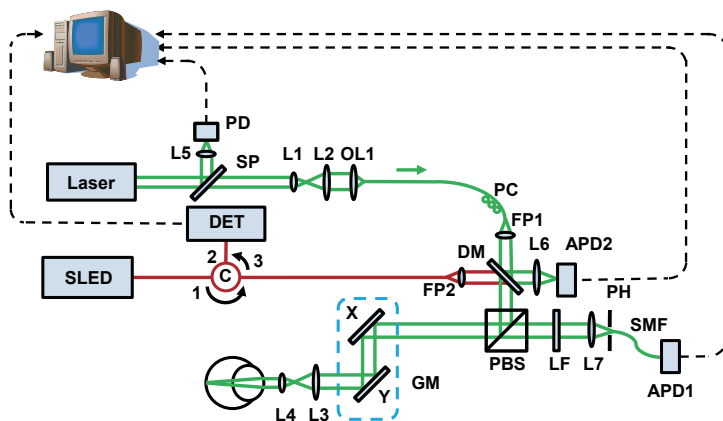 PD
L5
SP
L1 L2 OL1
Laser
PC
FP1
DET
DM
L6
APD2
2 3
SLED
C
1
FP2
PH
X
SMF
PBS
LF
L7
GM
Y
APD1
L4 L3